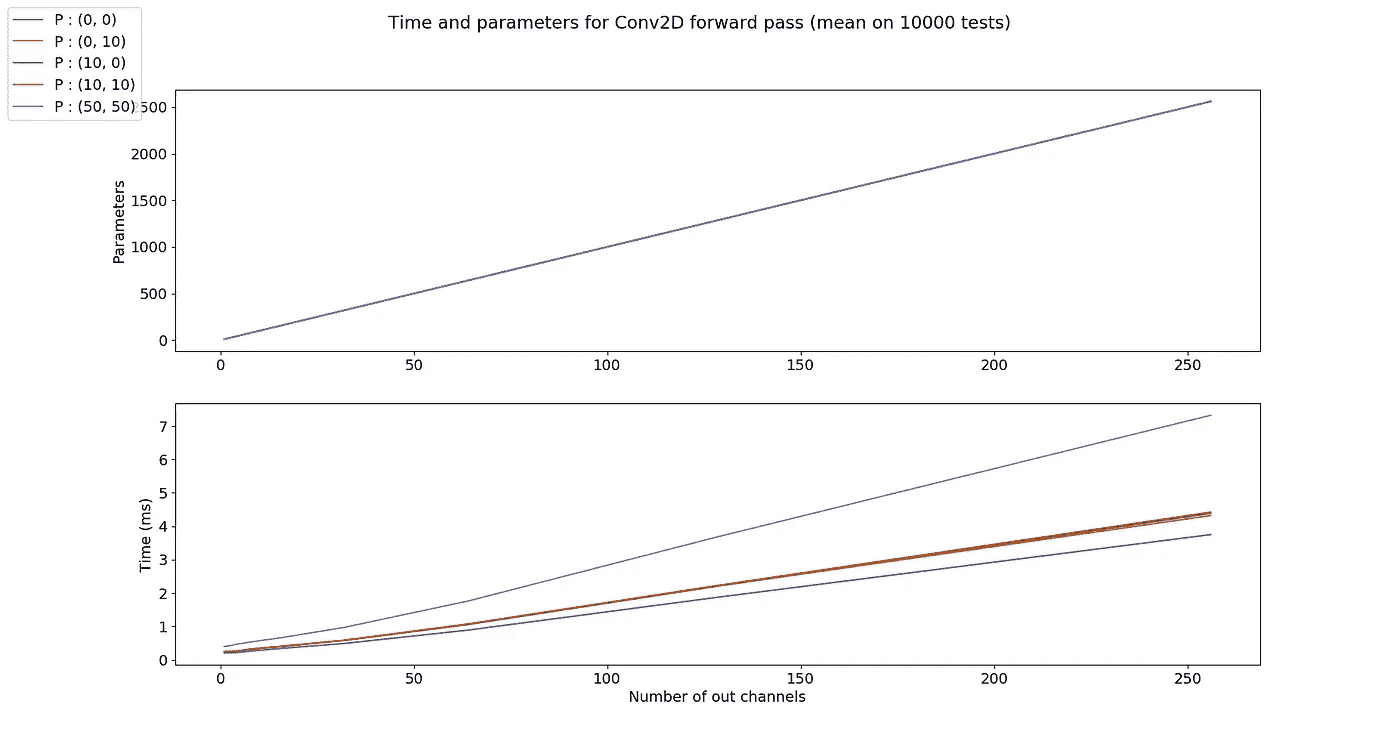 Time and parameters for Conv2D forward pass (mean on 10000 tests)
P : (0, 0)
P : (0, 10)
P : (10, 0)
P : (10, 10)
P : (50, 50)
2500
2000
1500
1000
500
0
Parameters
0 50 100 150 200 250
7
6
5
4
3
2
1
0
Time (ms)
0 50 100 150 200 250
Number of out channels